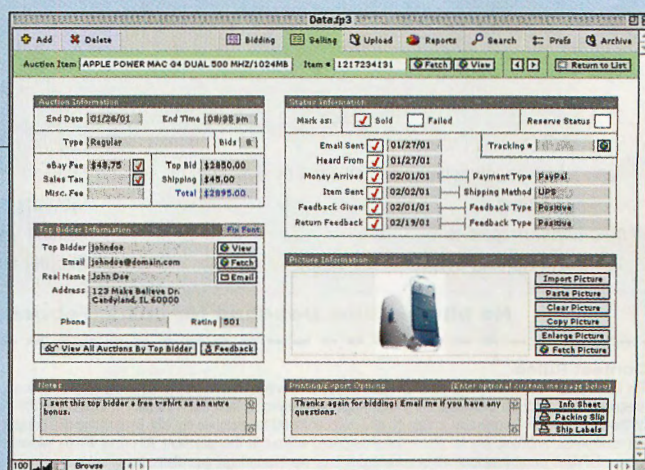 Data.fp3
Add Delete Bidding Selling Upload Reports Search Prefs Archive
Auction Item APPLE POWER MAC G4 DUAL 500 MHZ/1024MB Item # 1217234131 Fetch View Return to List
Auction Information
End Date 01/26/01 End Time 08:35 pm
Type Regular Bids 8
eBay Fee $48.75 Top Bid $2850.00
Sales Tax Shipping $45.00
Misc. Fee Total $2895.00
Status Information
Mark as: Sold Failed Reserve Status
Email Sent 01/27/01 Tracking #
Heard From 01/27/01
Money Arrived 02/01/01 Payment Type PayPal
Item Sent 02/02/01 Shipping Method UPS
Feedback Given 02/01/01 Feedback Type Positive
Return Feedback 02/19/01 Feedback Type Positive
Top Bidder Information Fix Font
Top Bidder johndoe View
Email johndoe@domain.com Fetch
Real Name John Doe Email
Address 123 Make Believe Dr.
Candyland, IL 60000
Phone Rating 501
View All Auctions By Top Bidder Feedback
Picture Information
Import Picture
Paste Picture
Clear Picture
Copy Picture
Enlarge Picture
Fetch Picture
Notes
I sent this top bidder a free t-shirt as an extra
bonus.
Printing/Export Options (Enter optional custom message below)
Thanks again for bidding! Email me if you have any
questions.
Info Sheet
Packing Slip
Ship Labels
100 Browse